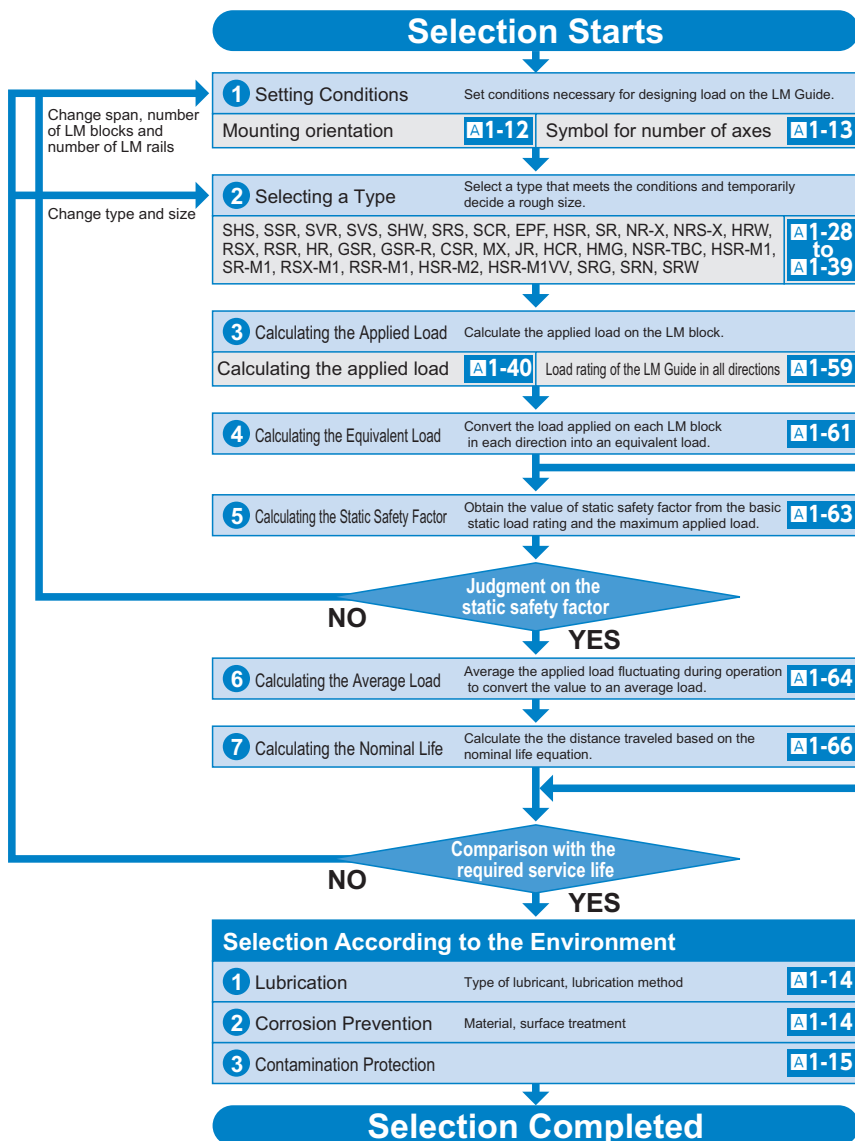 Selection Starts
1 Setting Conditions Set conditions necessary for designing load on the LM Guide.
Change span, number
of LM blocks and
number of LM rails
Mounting orientation A1-12 Symbol for number of axes A1-13
2 Selecting a Type Select a type that meets the conditions and temporarily
decide a rough size.
Change type and size
SHS, SSR, SVR, SVS, SHW, SRS, SCR, EPF, HSR, SR, NR-X, NRS-X, HRW,
RSX, RSR, HR, GSR, GSR-R, CSR, MX, JR, HCR, HMG, NSR-TBC, HSR-M1,
SR-M1, RSX-M1, RSR-M1, HSR-M2, HSR-M1VV, SRG, SRN, SRW
A1-28
to
A1-39
3 Calculating the Applied Load Calculate the applied load on the LM block.
Calculating the applied load A1-40 Load rating of the LM Guide in all directions A1-59
4 Calculating the Equivalent Load Convert the load applied on each LM block
in each direction into an equivalent load.
A1-61
5 Calculating the Static Safety Factor Obtain the value of static safety factor from the basic
static load rating and the maximum applied load.
A1-63
Judgment on the
static safety factor
NO
YES
6 Calculating the Average Load Average the applied load fluctuating during operation
to convert the value to an average load.
A1-64
7 Calculating the Nominal Life Calculate the the distance traveled based on the
nominal life equation.
A1-66
Comparison with the
required service life
NO
YES
Selection According to the Environment
1 Lubrication Type of lubricant, lubrication method A1-14
2 Corrosion Prevention Material, surface treatment A1-14
3 Contamination Protection A1-15
Selection Completed